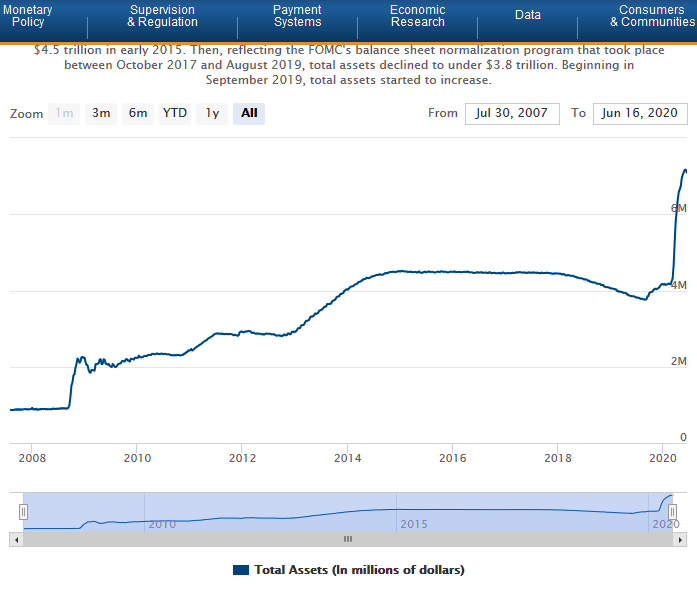 Monetary Policy
Supervision & Regulation
Payment Systems
Economic Research
Data
Consumers & Communities
$4.5 trillion in early 2015. Then, reflecting the FOMC's balance sheet normalization program that took place
between October 2017 and August 2019, total assets declined to under $3.8 trillion. Beginning in
September 2019, total assets started to increase.
Zoom 1m 3m 6m YTD 1y All From Jul 30, 2007 To Jun 16, 2020
6M
4M
2M
0
2008 2010 2012 2014 2016 2018 2020
2010 2015 2020
Total Assets (In millions of dollars)